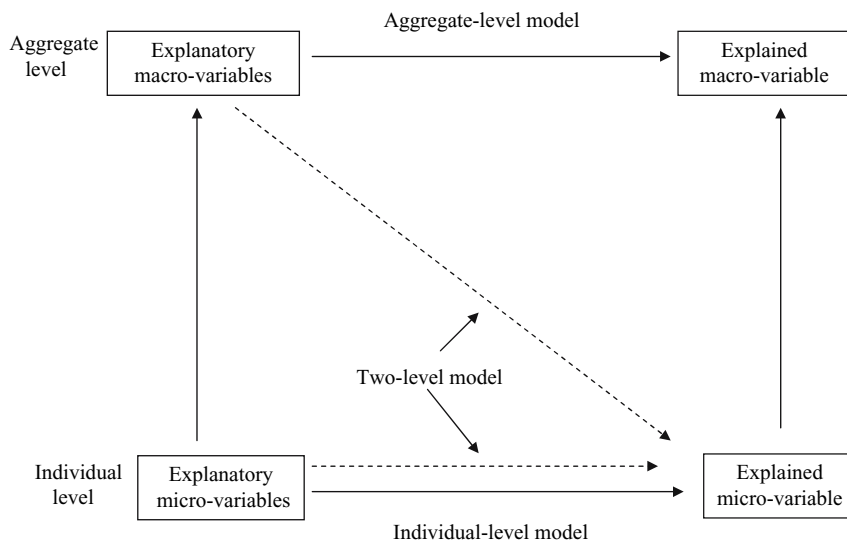 Aggregate-level model
Aggregate
level
Explanatory
macro-variables
Explained
macro-variable
Two-level model
Individual
level
Explanatory
micro-variables
Explained
micro-variable
Individual-level model